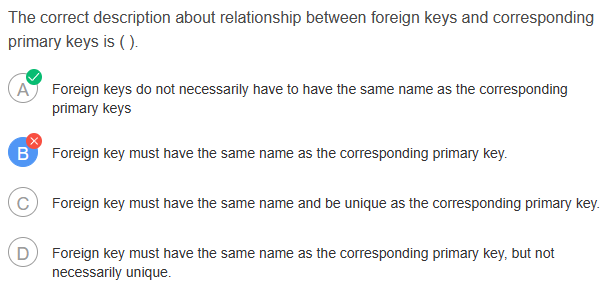 The correct description about relationship between foreign keys and corresponding
primary keys is ( ).
A
Foreign keys do not necessarily have to have the same name as the corresponding
primary keys
B
Foreign key must have the same name as the corresponding primary key.
C
Foreign key must have the same name and be unique as the corresponding primary key.
D
Foreign key must have the same name as the corresponding primary key, but not
necessarily unique.